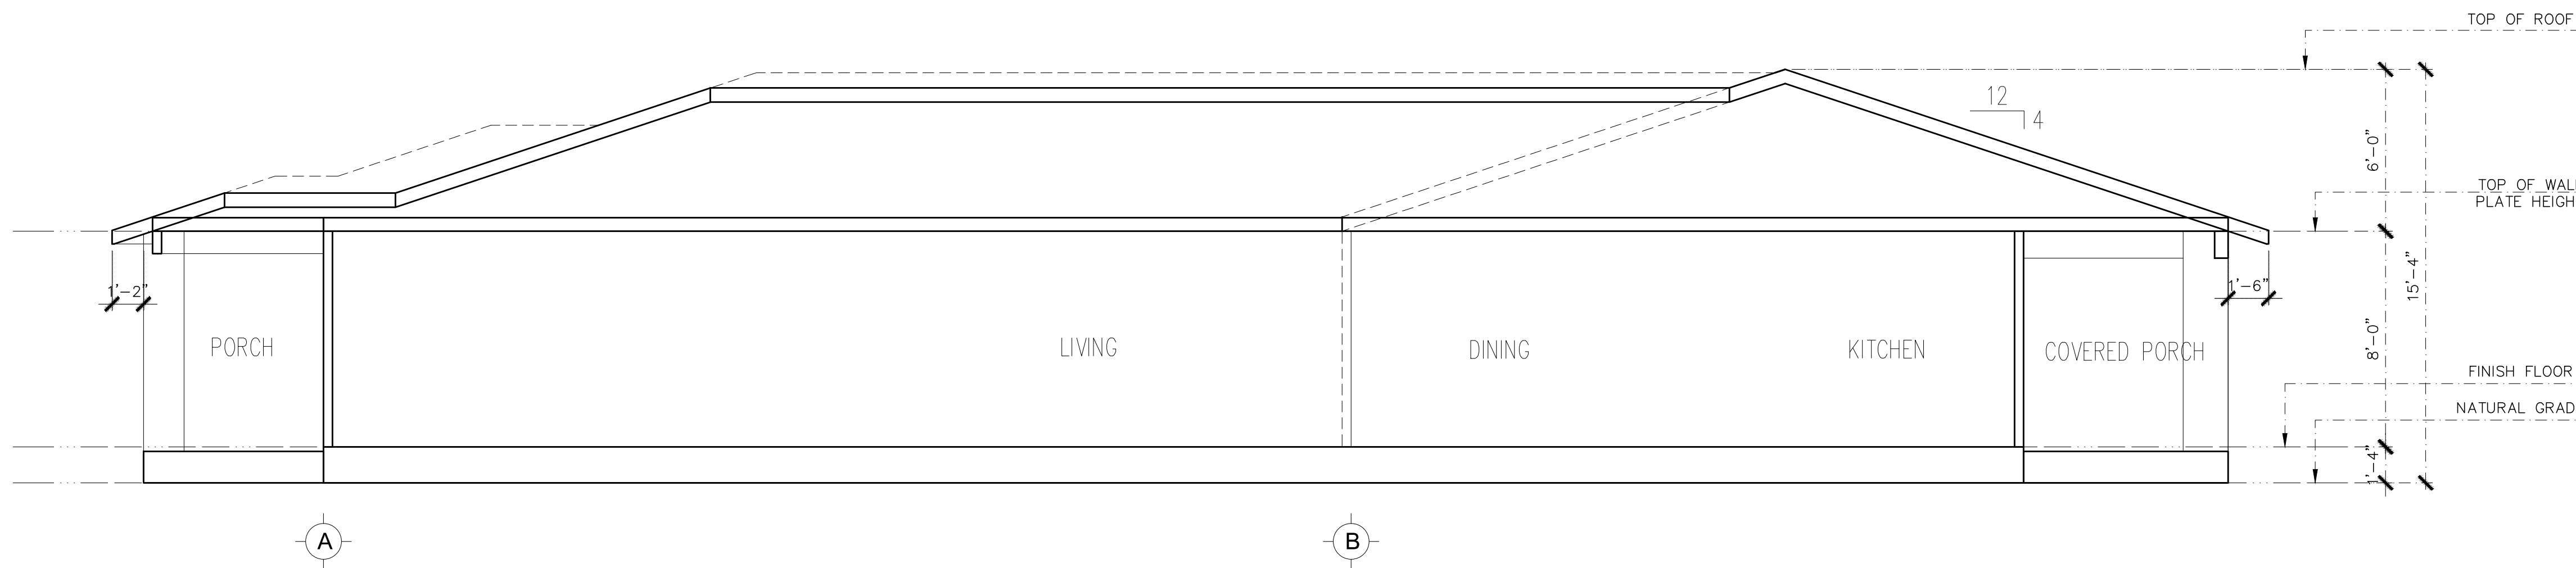 TOP OF ROOF
12
4
6'-0"
TOP OF WAL
PLATE HEIGH
15'-4"
1'-2"
1'-6"
PORCH
LIVING
DINING
KITCHEN
COVERED PORCH
8'-0"
FINISH FLOOR
NATURAL GRAD
1'-4"
A
B